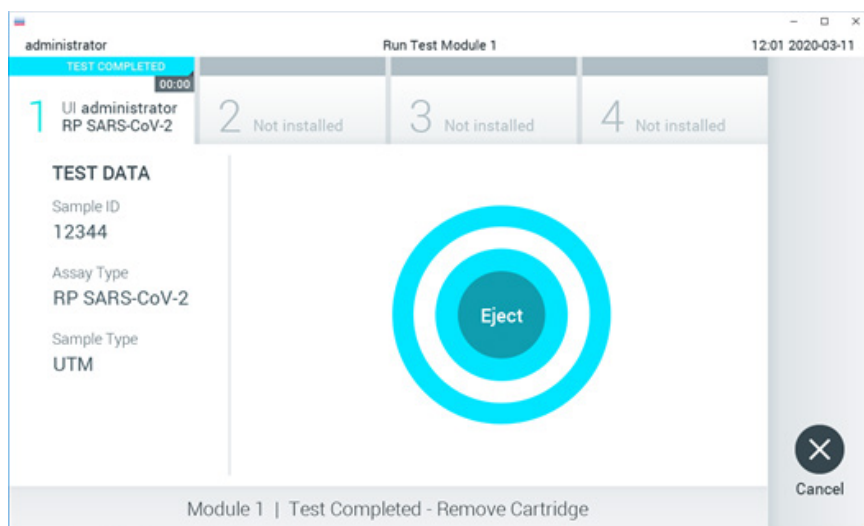 administrator
Run Test Module 1
12:01 2020-03-11
TEST COMPLETED
00:00
1
UI administrator
RP SARS-CoV-2
2 Not installed
3 Not installed
4 Not installed
TEST DATA
Sample ID
12344
Assay Type
RP SARS-CoV-2
Sample Type
UTM
Eject
Cancel
Module 1 | Test Completed - Remove Cartridge